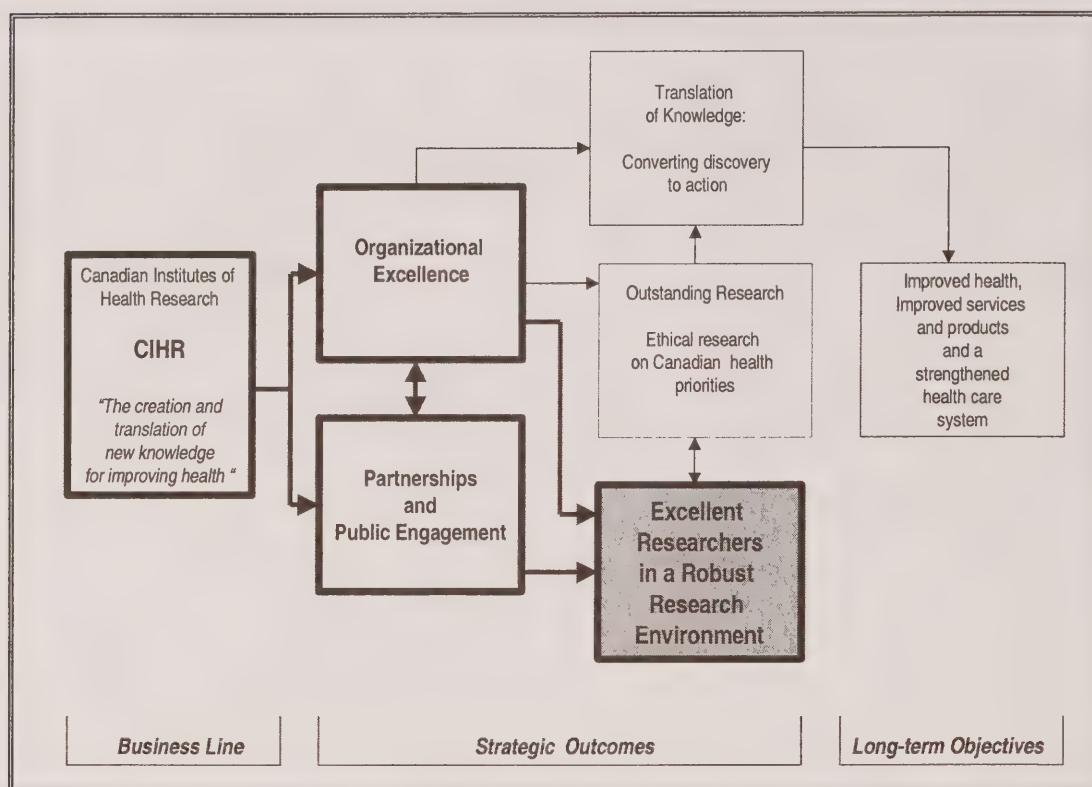 Canadian Institutes of
Health Research
CIHR
"The creation and
translation of
new knowledge
for improving health "
Organizational
Excellence
Partnerships
and
Public Engagement
Translation
of Knowledge:
Converting discovery
to action
Outstanding Research
Ethical research
on Canadian health
priorities
Excellent
Researchers
in a Robust
Research
Environment
Improved health,
Improved services
and products
and a
strengthened
health care
system
Business Line
Strategic Outcomes
Long-term Objectives